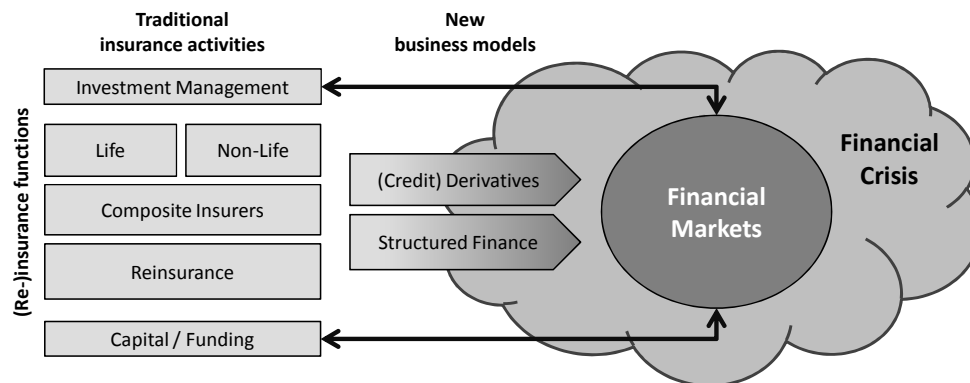 Traditional
insurance activities
New
business models
(Re-)insurance functions
Investment Management
Life
Non-Life
Composite Insurers
Reinsurance
Capital / Funding
(Credit) Derivatives
Structured Finance
Financial
Markets
Financial
Crisis